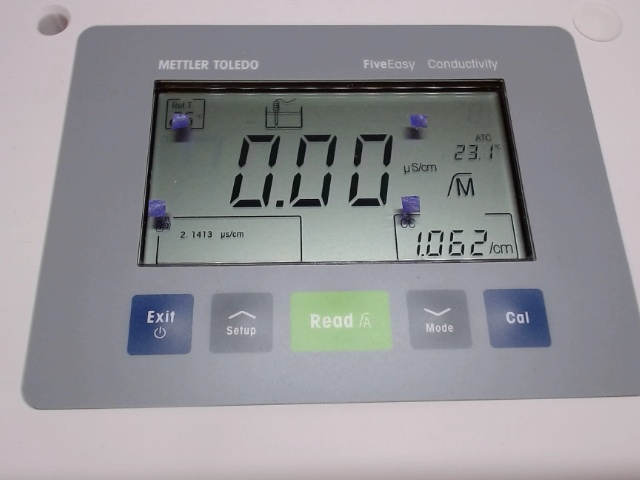 METTLER TOLEDO
FiveEasy Conductivity
Ref.T.
ATC
0.00 µS/cm
23.1°C
M
2. 1413 µs/cm
1.062/cm
Exit
Setup
Read A
Mode
Cal